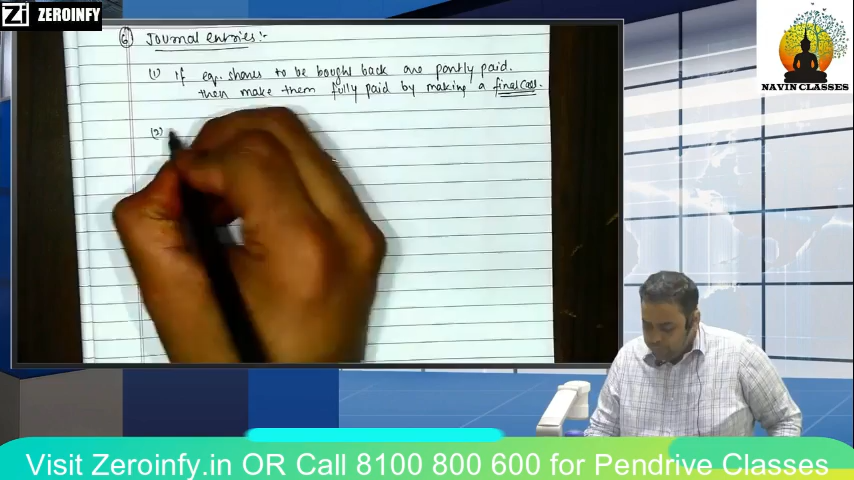 Zi ZEROINFY
NAVIN CLASSES
(6) Journal entries:-
(1) If eq. shares to be bought back are partly paid.
then make them fully paid by making a final call.
(2)
Visit Zeroinfy.in OR Call 8100 800 600 for Pendrive Classes